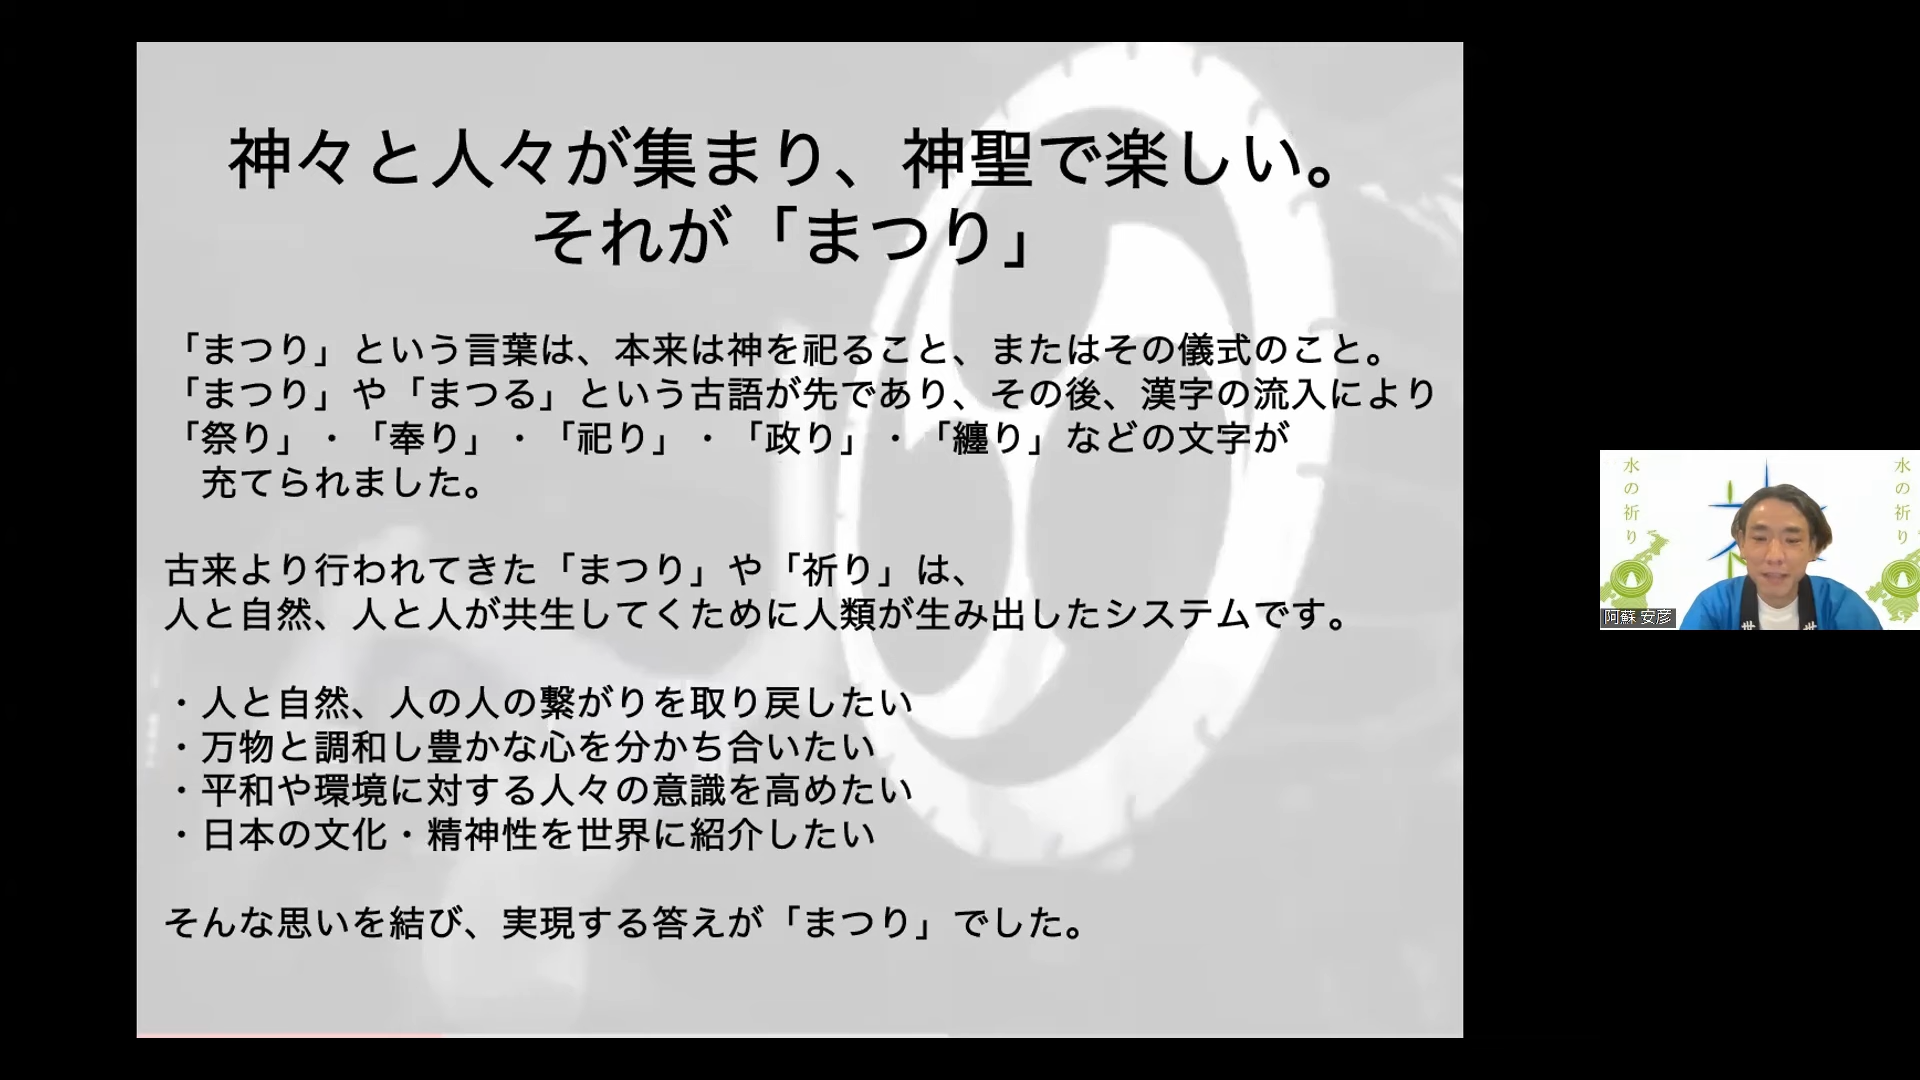 神々と人々が集まり、神聖で楽しい。
それが「まつり」
「まつり」という言葉は、本来は神を祀ること、またはその儀式のこと。
「まつり」や「まつる」という古語が先であり、その後、漢字の流入により
「祭り」・「奉り」・「祀り」・「政り」・「纏り」などの文字が
充てられました。
古来より行われてきた「まつり」や「祈り」は、
人と自然、人と人が共生してくために人類が生み出したシステムです。
・人と自然、人の人の繋がりを取り戻したい
・万物と調和し豊かな心を分かち合いたい
・平和や環境に対する人々の意識を高めたい
・日本の文化・精神性を世界に紹介したい
そんな思いを結び、実現する答えが「まつり」でした。
水の祈り
水の祈り
阿蘇 安彦